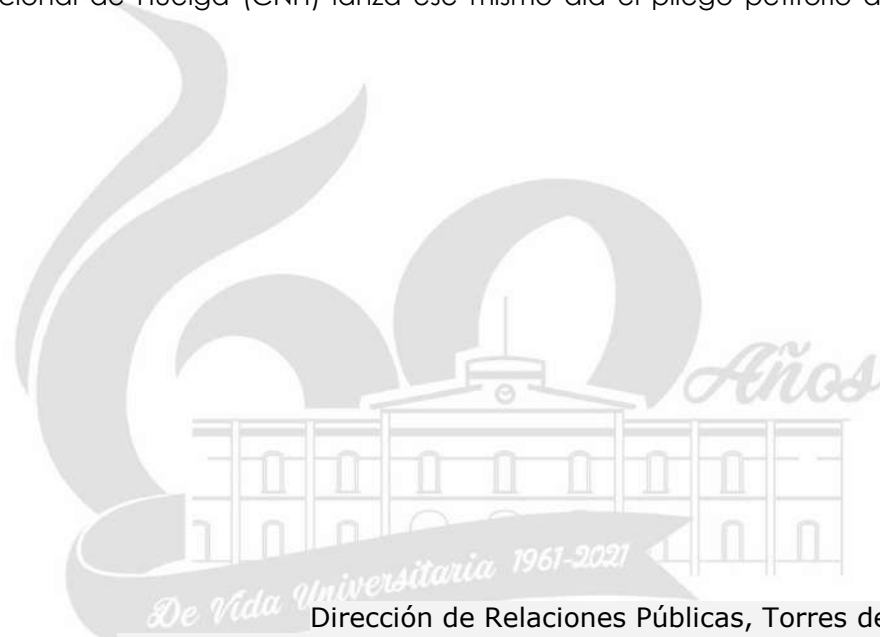 cional de Huelga (CNH) lanza ese mismo día el pliego petitorio d
Años
De Vida Universitaria 1961-2021
Dirección de Relaciones Públicas, Torres de